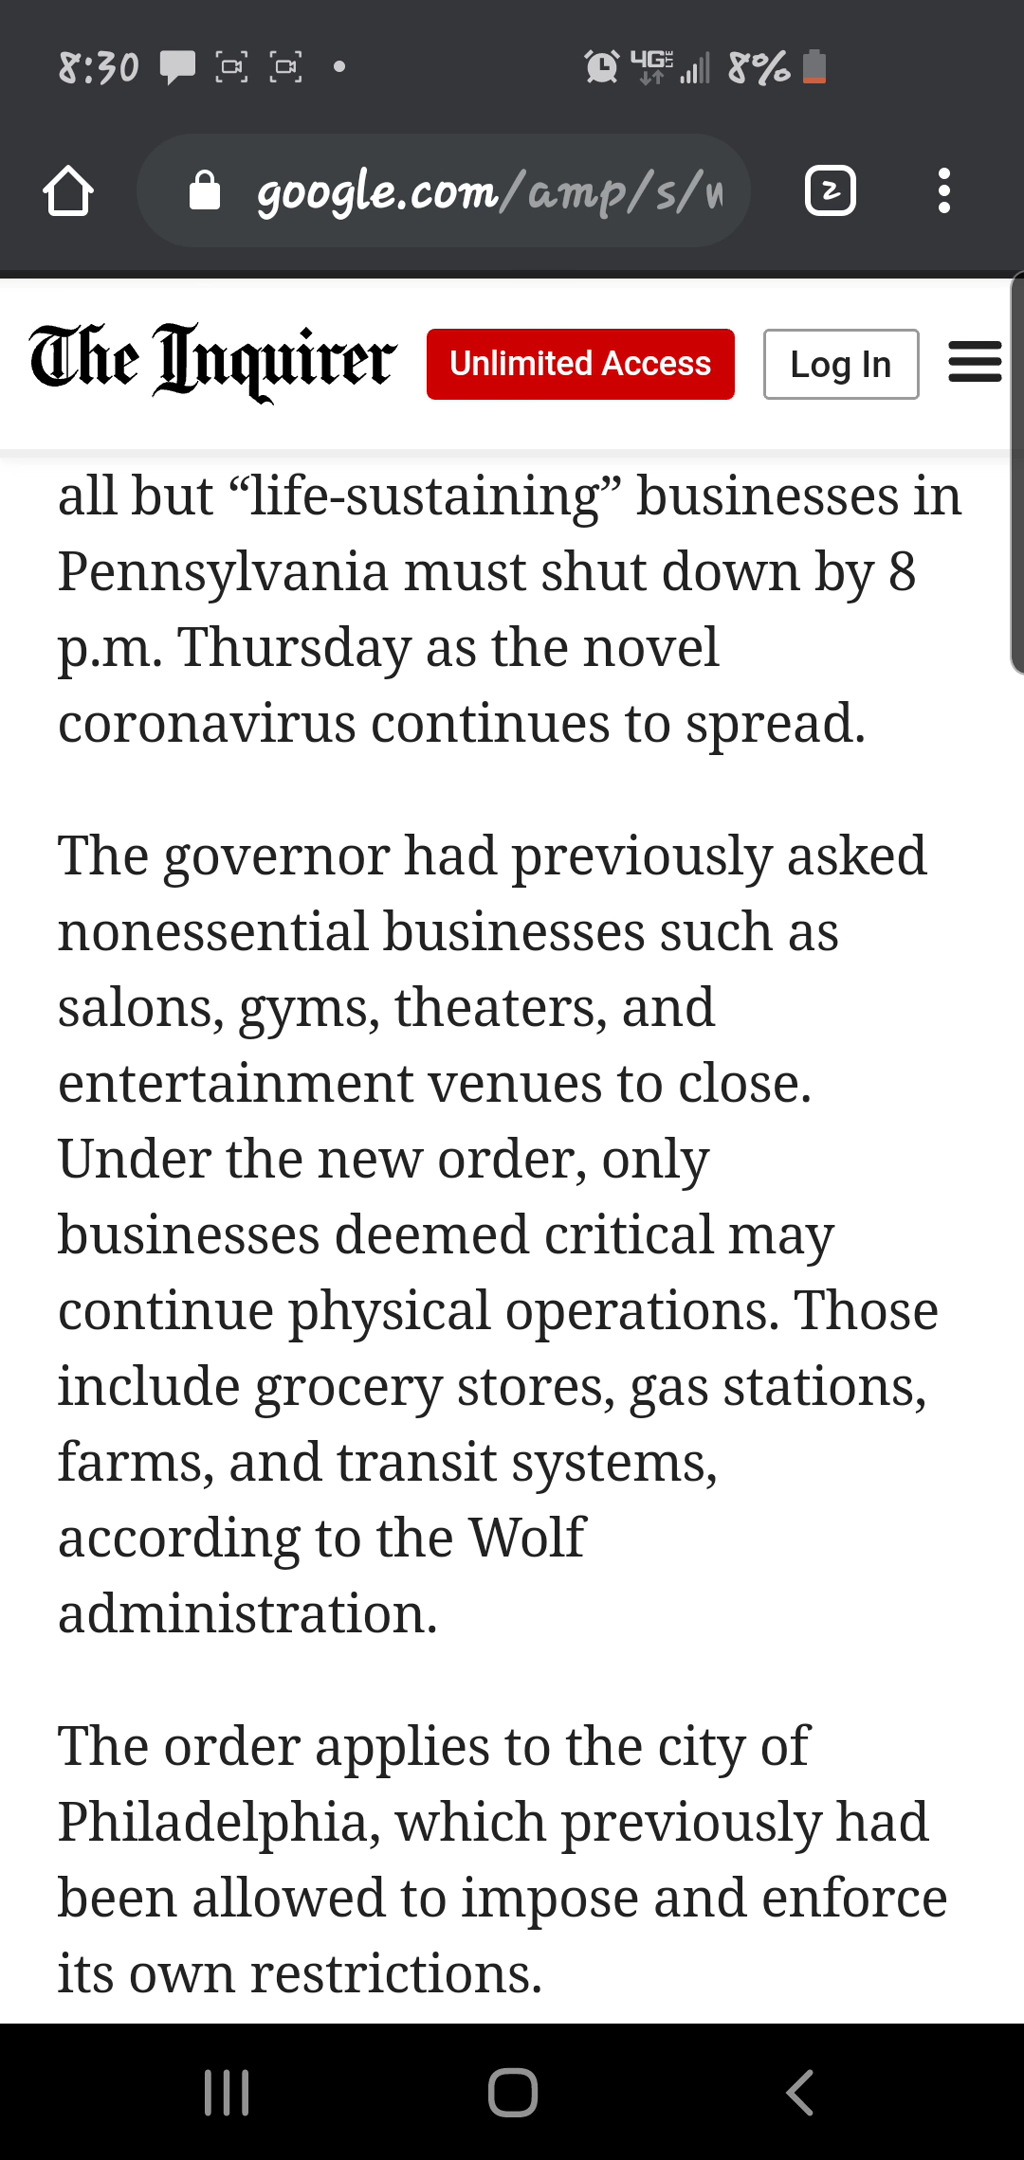 8:30 4G LTE 8%
google.com/amp/s/
2
The Inquirer Unlimited Access Log In
all but “life-sustaining” businesses in
Pennsylvania must shut down by 8
p.m. Thursday as the novel
coronavirus continues to spread.
The governor had previously asked
nonessential businesses such as
salons, gyms, theaters, and
entertainment venues to close.
Under the new order, only
businesses deemed critical may
continue physical operations. Those
include grocery stores, gas stations,
farms, and transit systems,
according to the Wolf
administration.
The order applies to the city of
Philadelphia, which previously had
been allowed to impose and enforce
its own restrictions.